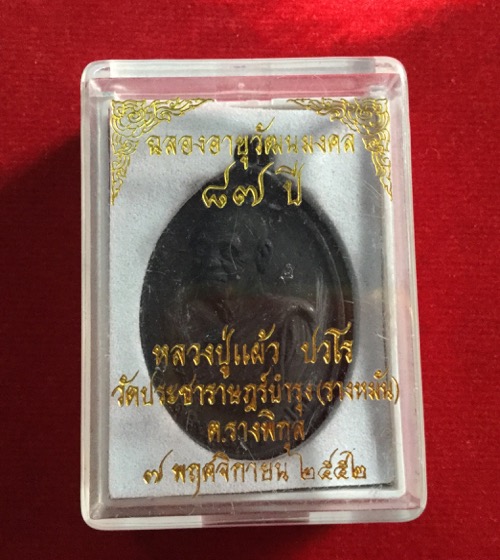 ฉลองอายุวัฒนมงคล
๘๗ ปี
หลวงปู่แผ้ว ปวโร
วัดประชาราษฎร์บำรุง(รางหมัน)
ต.รางพิกุล
๗ พฤศจิกายน ๒๕๕๒